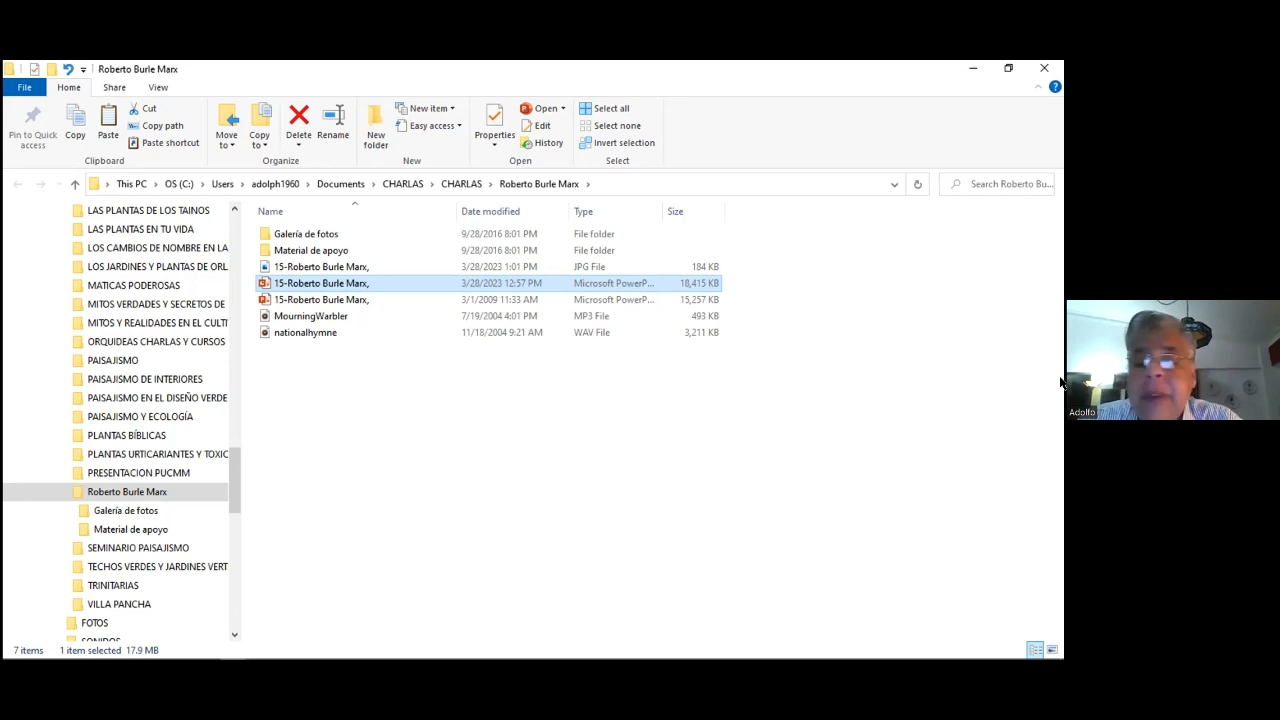 Roberto Burle Marx
File Home Share View
Pin to Quick access
Copy
Paste
Cut
Copy path
Paste shortcut
Clipboard
Move to
Copy to
Delete
Rename
Organize
New folder
New item
Easy access
New
Properties
Open
Edit
History
Open
Select all
Select none
Invert selection
Select
This PC > OS (C:) > Users > adolph1960 > Documents > CHARLAS > CHARLAS > Roberto Burle Marx >
Search Roberto Bu...
LAS PLANTAS DE LOS TAINOS
LAS PLANTAS EN TU VIDA
LOS CAMBIOS DE NOMBRE EN LA
LOS JARDINES Y PLANTAS DE ORL
MATICAS PODEROSAS
MITOS VERDADES Y SECRETOS DE
MITOS Y REALIDADES EN EL CULTI
ORQUIDEAS CHARLAS Y CURSOS
PAISAJISMO
PAISAJISMO DE INTERIORES
PAISAJISMO EN EL DISEÑO VERDE
PAISAJISMO Y ECOLOGÍA
PLANTAS BÍBLICAS
PLANTAS URTICARIANTES Y TOXIC
PRESENTACION PUCMM
Roberto Burle Marx
Galería de fotos
Material de apoyo
SEMINARIO PAISAJISMO
TECHOS VERDES Y JARDINES VERT
TRINITARIAS
VILLA PANCHA
FOTOS
SONIDOS
Name Date modified Type Size
Galería de fotos 9/28/2016 8:01 PM File folder
Material de apoyo 9/28/2016 8:01 PM File folder
15-Roberto Burle Marx, 3/28/2023 1:01 PM JPG File 184 KB
15-Roberto Burle Marx, 3/28/2023 12:57 PM Microsoft PowerP... 18,415 KB
15-Roberto Burle Marx, 3/1/2009 11:33 AM Microsoft PowerP... 15,257 KB
MourningWarbler 7/19/2004 4:01 PM MP3 File 493 KB
nationalhymne 11/18/2004 9:21 AM WAV File 3,211 KB
7 items 1 item selected 17.9 MB
Adolfo